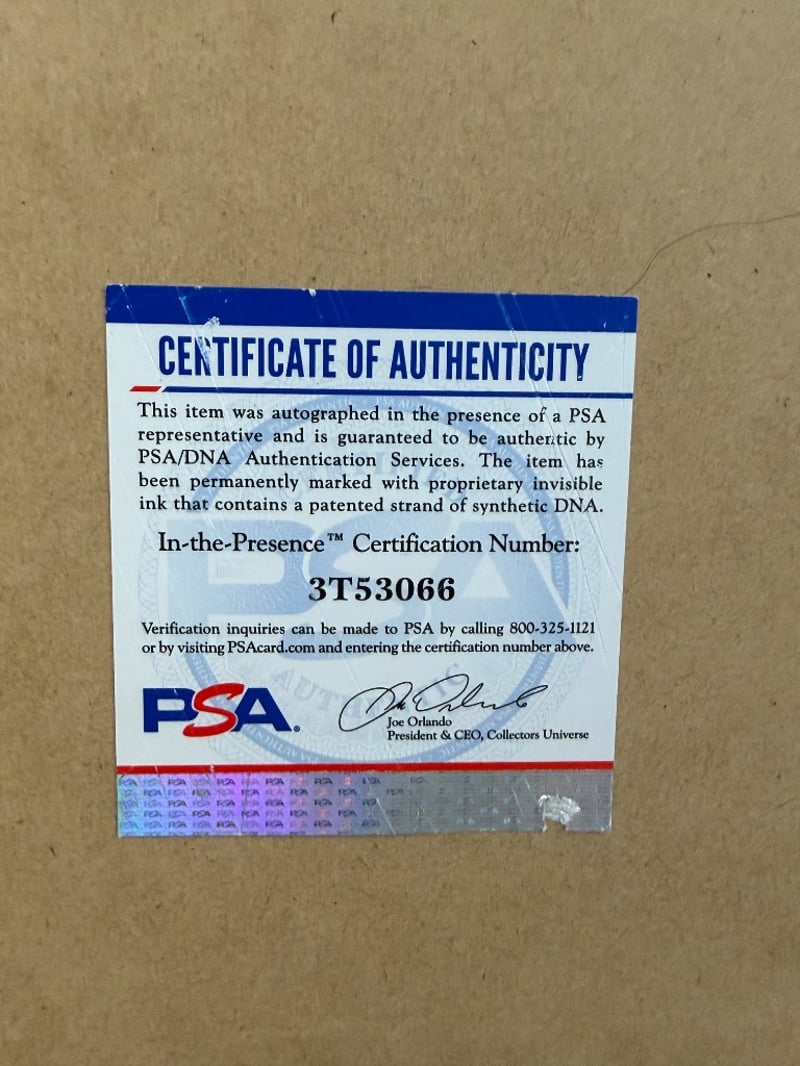 CERTIFICATE OF AUTHENTICITY
This item was autographed in the presence of a PSA
representative and is guaranteed to be authentic by
PSA/DNA Authentication Services. The item has
been permanently marked with proprietary invisible
ink that contains a patented strand of synthetic DNA.
In-the-Presence™ Certification Number:
3T53066
Verification inquiries can be made to PSA by calling 800-325-1121
or by visiting PSAcard.com and entering the certification number above.
PSA®
Joe Orlando
President & CEO, Collectors Universe